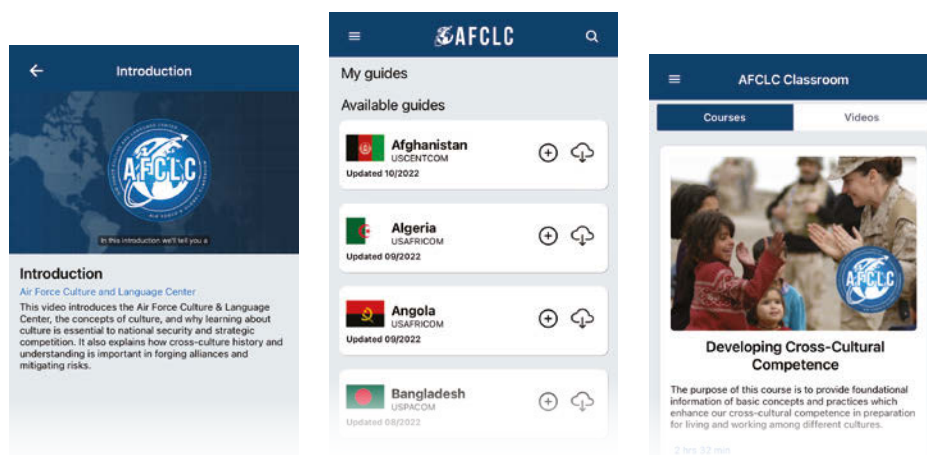 Introduction
AFCLC
In this introduction we'll tell you a
Introduction
Air Force Culture and Language Center
This video introduces the Air Force Culture & Language
Center, the concepts of culture, and why learning about
culture is essential to national security and strategic
competition. It also explains how cross-culture history and
understanding is important in forging alliances and
mitigating risks.
AFCLC
My guides
Available guides
Afghanistan
USCENTCOM
Updated 10/2022
Algeria
USAFRICOM
Updated 09/2022
Angola
USAFRICOM
Updated 09/2022
Bangladesh
USPACOM
Updated 08/2022
AFCLC Classroom
Courses Videos
AFCLC
Developing Cross-Cultural
Competence
The purpose of this course is to provide foundational
information of basic concepts and practices which
enhance our cross-cultural competence in preparation
for living and working among different cultures.
2 hrs 32 min